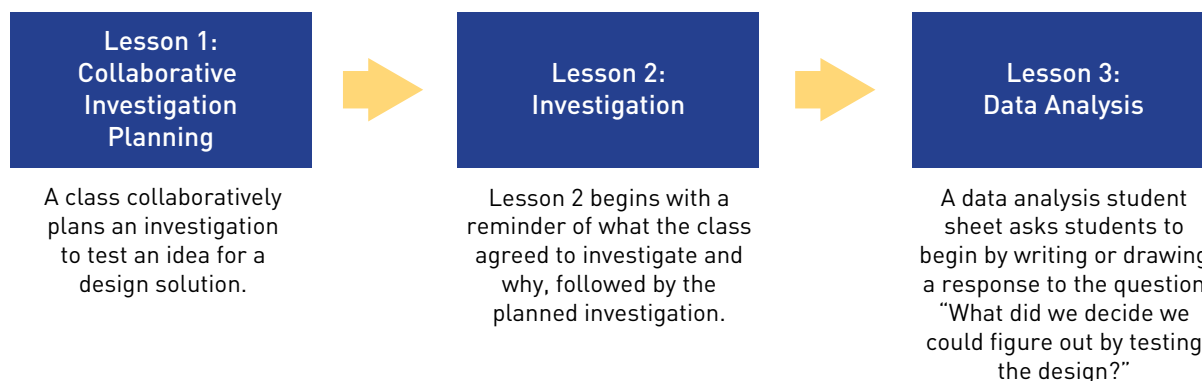 Lesson 1:
Collaborative
Investigation
Planning
A class collaboratively
plans an investigation
to test an idea for a
design solution.
Lesson 2:
Investigation
Lesson 2 begins with a
reminder of what the class
agreed to investigate and
why, followed by the
planned investigation.
Lesson 3:
Data Analysis
A data analysis student
sheet asks students to
begin by writing or drawing
a response to the question
“What did we decide we
could figure out by testing
the design?”